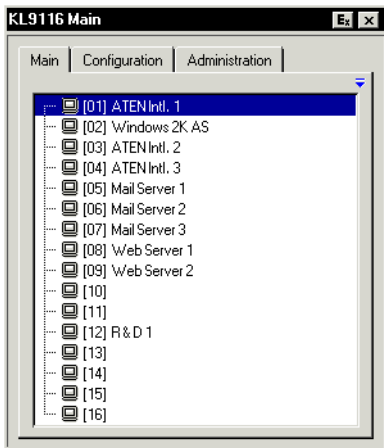 KL9116 Main
Ex
Main Configuration Administration
[01] ATEN Intl. 1
[02] Windows 2K AS
[03] ATEN Intl. 2
[04] ATEN Intl. 3
[05] Mail Server 1
[06] Mail Server 2
[07] Mail Server 3
[08] Web Server 1
[09] Web Server 2
[10]
[11]
[12] R & D 1
[13]
[14]
[15]
[16]